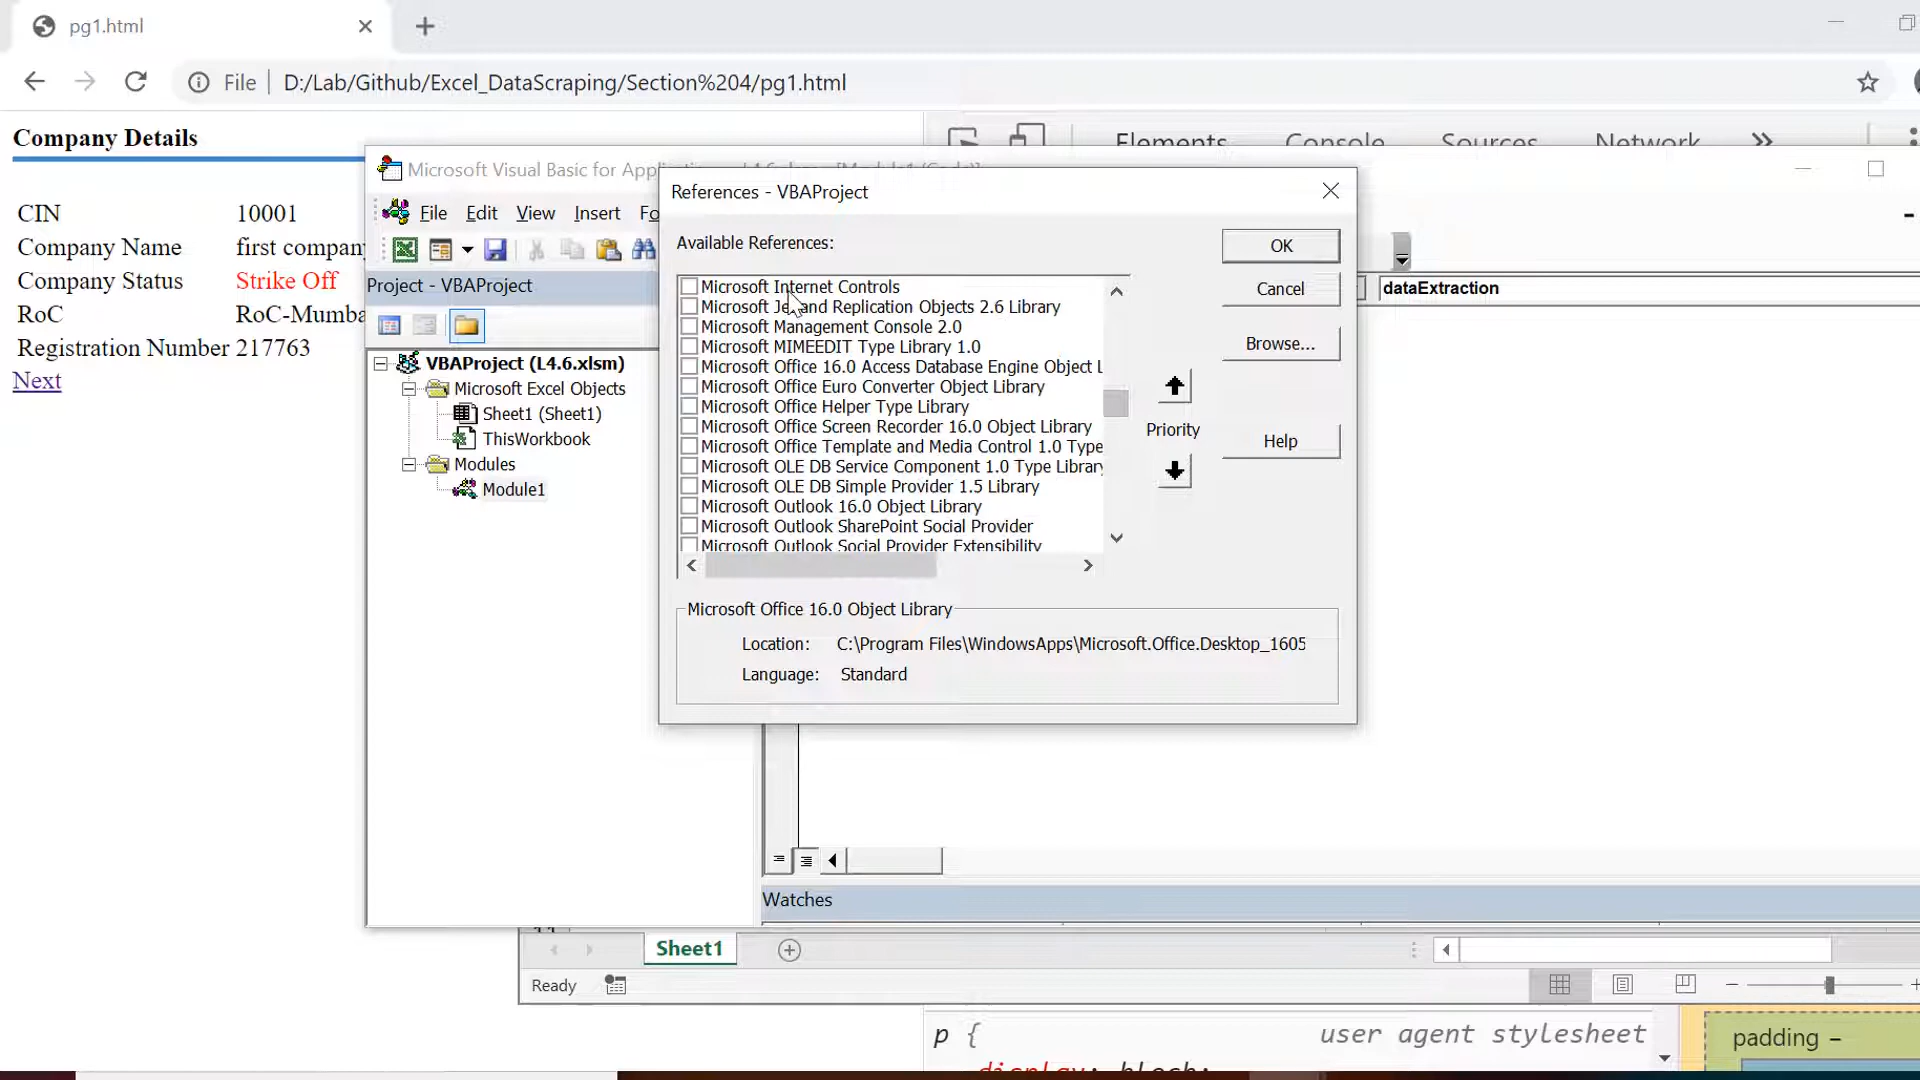 pg1.html
File D:/Lab/Github/Excel_DataScraping/Section%204/pg1.html
Company Details
CIN 10001
Company Name first company
Company Status Strike Off
RoC RoC-Mumba
Registration Number 217763
Next
Elements Console Sources Network
Microsoft Visual Basic for App
File Edit View Insert Fo
Project - VBAProject
VBAProject (L4.6.xlsm)
Microsoft Excel Objects
Sheet1 (Sheet1)
ThisWorkbook
Modules
Module1
References - VBAProject
Available References:
Microsoft Internet Controls
Microsoft Jet and Replication Objects 2.6 Library
Microsoft Management Console 2.0
Microsoft MIMEEDIT Type Library 1.0
Microsoft Office 16.0 Access Database Engine Object L
Microsoft Office Euro Converter Object Library
Microsoft Office Helper Type Library
Microsoft Office Screen Recorder 16.0 Object Library
Microsoft Office Template and Media Control 1.0 Type
Microsoft OLE DB Service Component 1.0 Type Library
Microsoft OLE DB Simple Provider 1.5 Library
Microsoft Outlook 16.0 Object Library
Microsoft Outlook SharePoint Social Provider
Microsoft Outlook Social Provider Extensibility
OK
Cancel
Browse...
Priority
Help
Microsoft Office 16.0 Object Library
Location: C:\Program Files\WindowsApps\Microsoft.Office.Desktop_1605
Language: Standard
dataExtraction
Watches
Sheet1
Ready
p { user agent stylesheet
display: block;
padding -